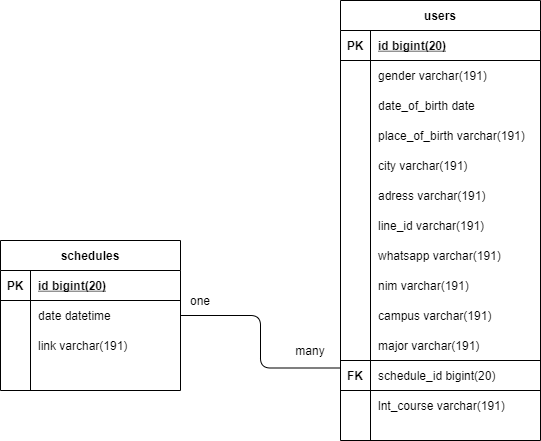 users
PK id bigint(20)
gender varchar(191)
date_of_birth date
place_of_birth varchar(191)
city varchar(191)
adress varchar(191)
line_id varchar(191)
whatsapp varchar(191)
nim varchar(191)
campus varchar(191)
major varchar(191)
FK schedule_id bigint(20)
Int_course varchar(191)
schedules
PK id bigint(20)
date datetime
link varchar(191)
one
many